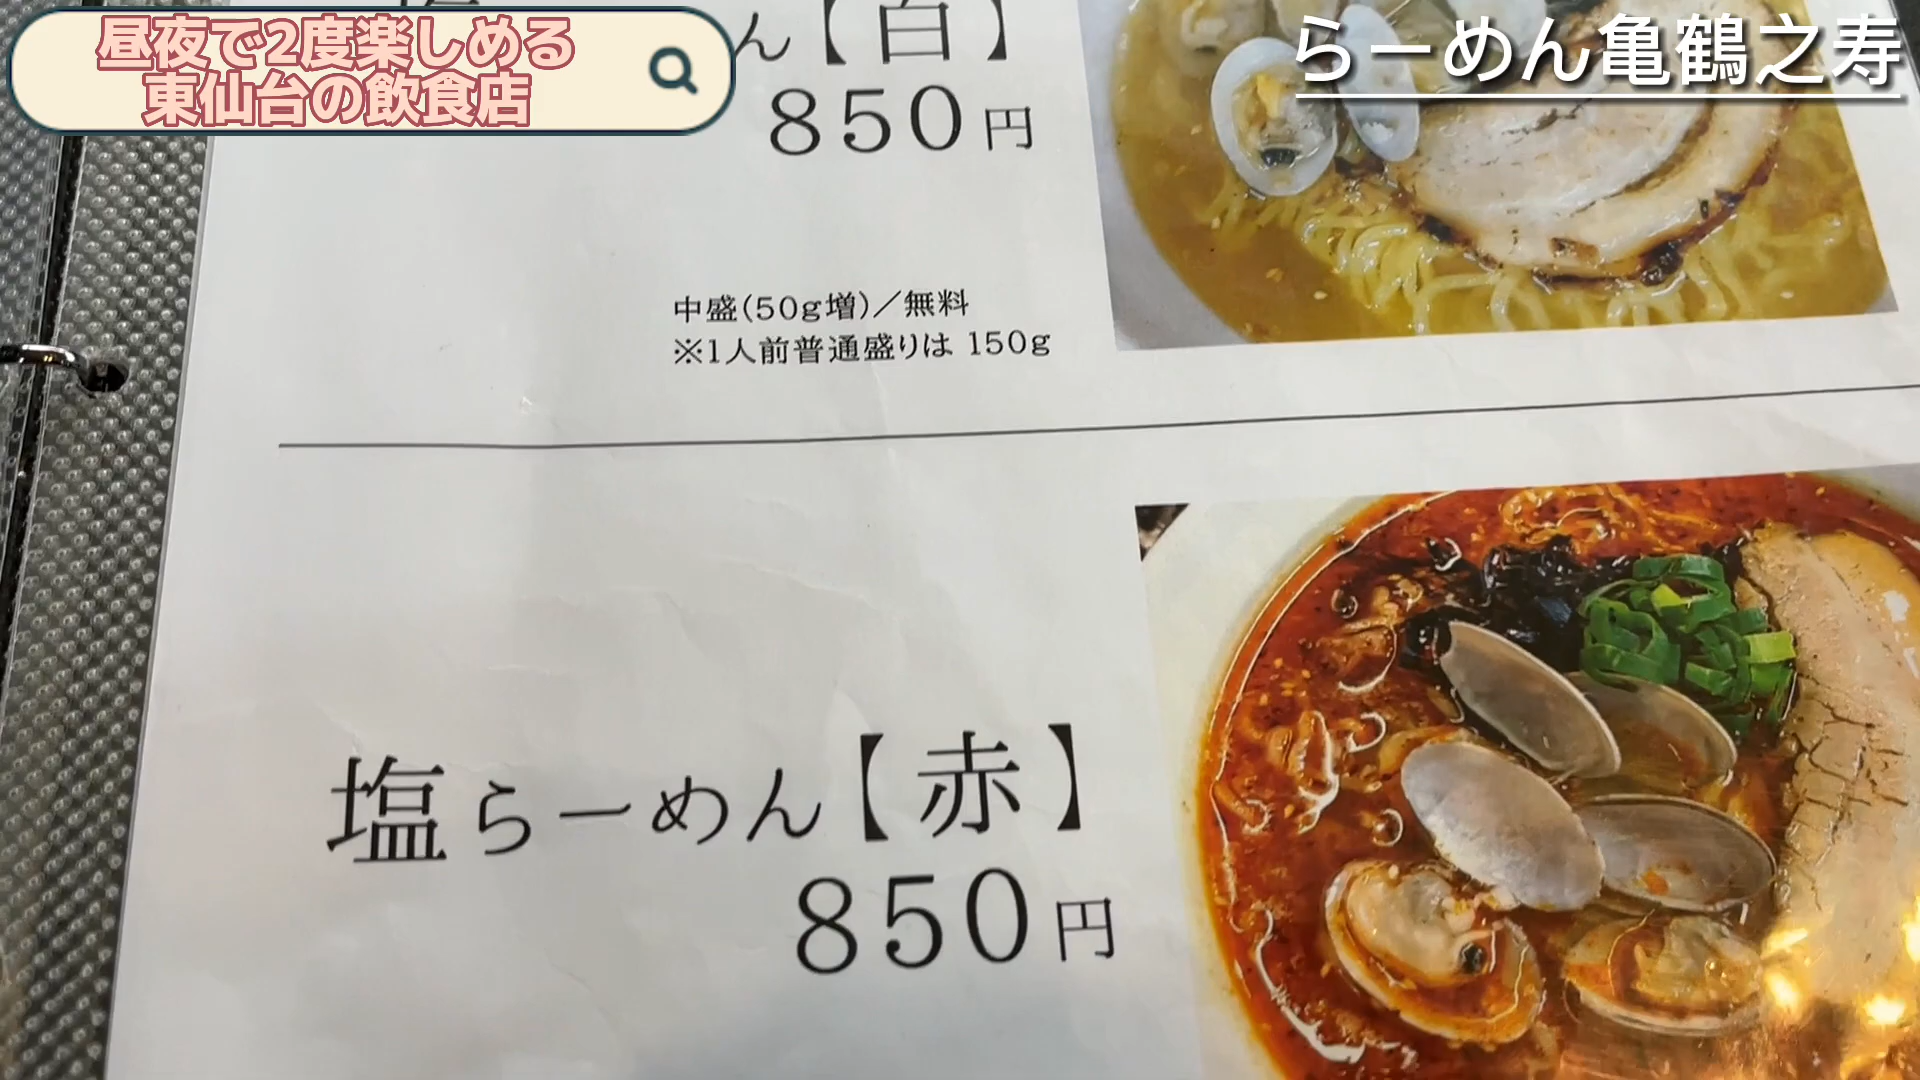 昼夜で2度楽しめる
東仙台の飲食店
らーめん亀鶴之寿
ん【白】
850円
中盛(50g増)／無料
※1人前普通盛りは 150g
塩らーめん【赤】
850円